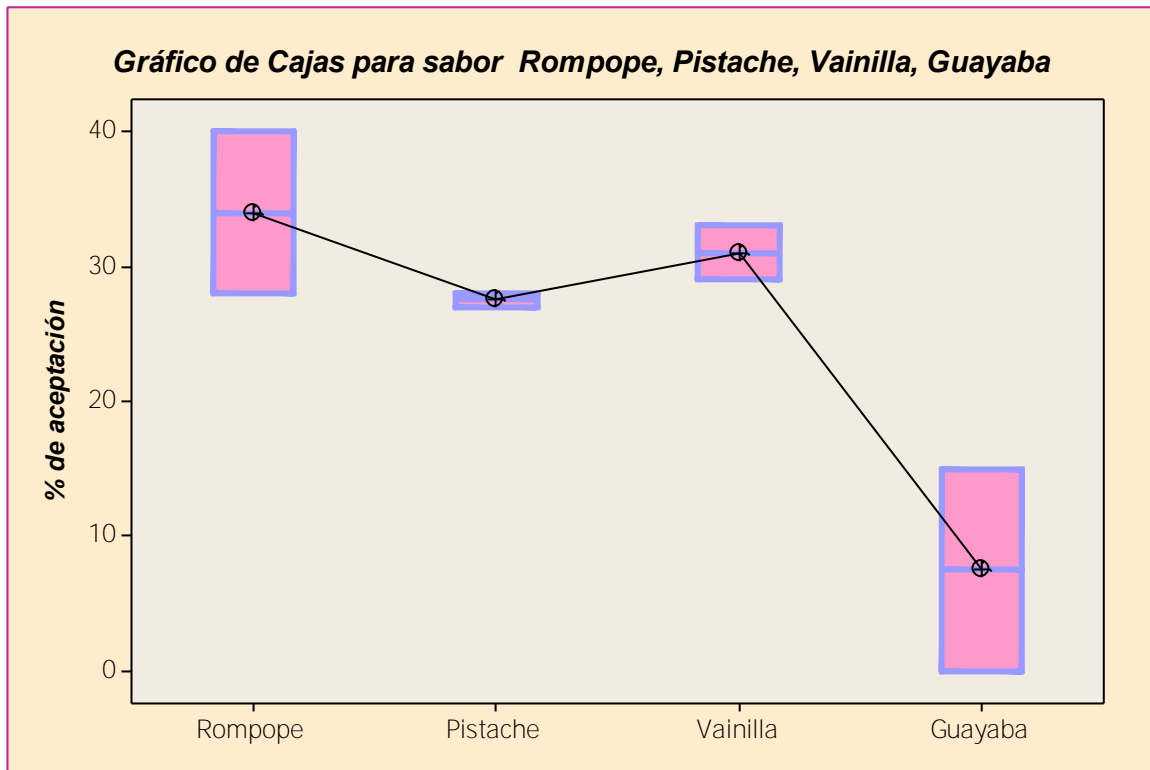 Gráfico de Cajas para sabor  Rompope, Pistache, Vainilla, Guayaba
% de aceptación
40
30
20
10
0
Rompope
Pistache
Vainilla
Guayaba